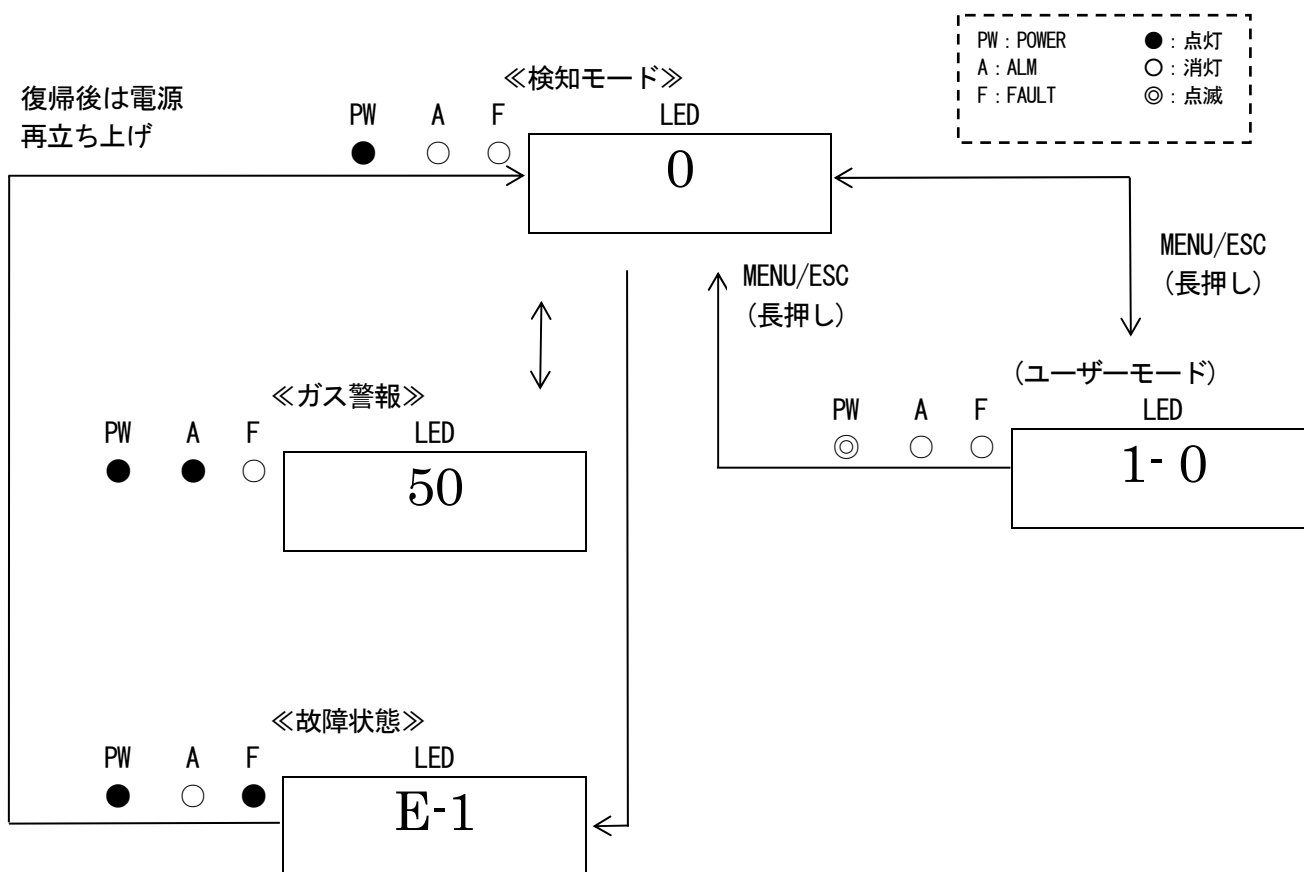 PW:POWER ●:点灯
A:ALM ○:消灯
F:FAULT ◎:点滅
復帰後は電源
再立ち上げ
≪検知モード≫
PW A F LED
● ○ ○
0
MENU/ESC
(長押し)
MENU/ESC
(長押し)
≪ガス警報≫
PW A F LED
● ● ○
50
(ユーザーモード)
PW A F LED
◎ ○ ○
1- 0
≪故障状態≫
PW A F LED
● ○ ●
E-1